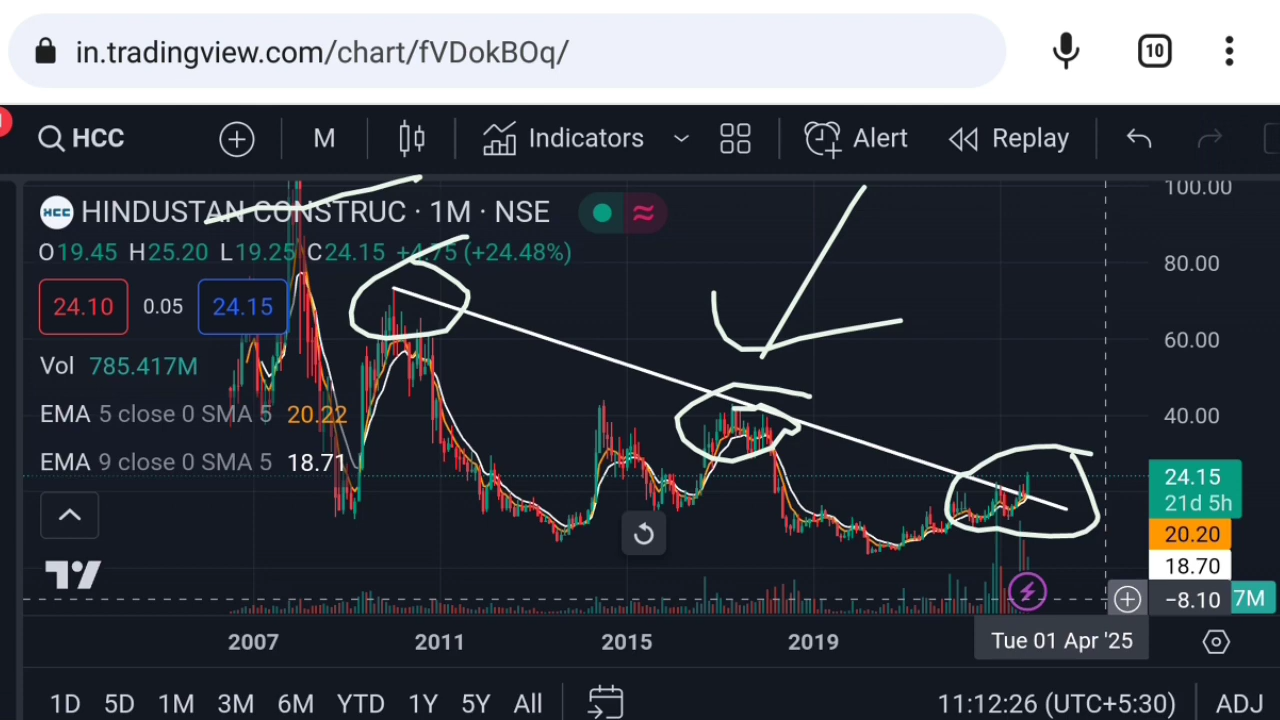 in.tradingview.com/chart/fVDokBOq/
10
HCC
M
Indicators
Alert
Replay
HCC
HINDUSTAN CONSTRUC · 1M · NSE
O19.45 H25.20 L19.25 C24.15 +4.75 (+24.48%)
24.10
0.05
24.15
Vol 785.417M
EMA 5 close 0 SMA 5 20.22
EMA 9 close 0 SMA 5 18.71
100.00
80.00
60.00
40.00
24.15
21d 5h
20.20
18.70
−8.10
7M
2007
2011
2015
2019
Tue 01 Apr '25
1D 5D 1M 3M 6M YTD 1Y 5Y All
11:12:26 (UTC+5:30)
ADJ